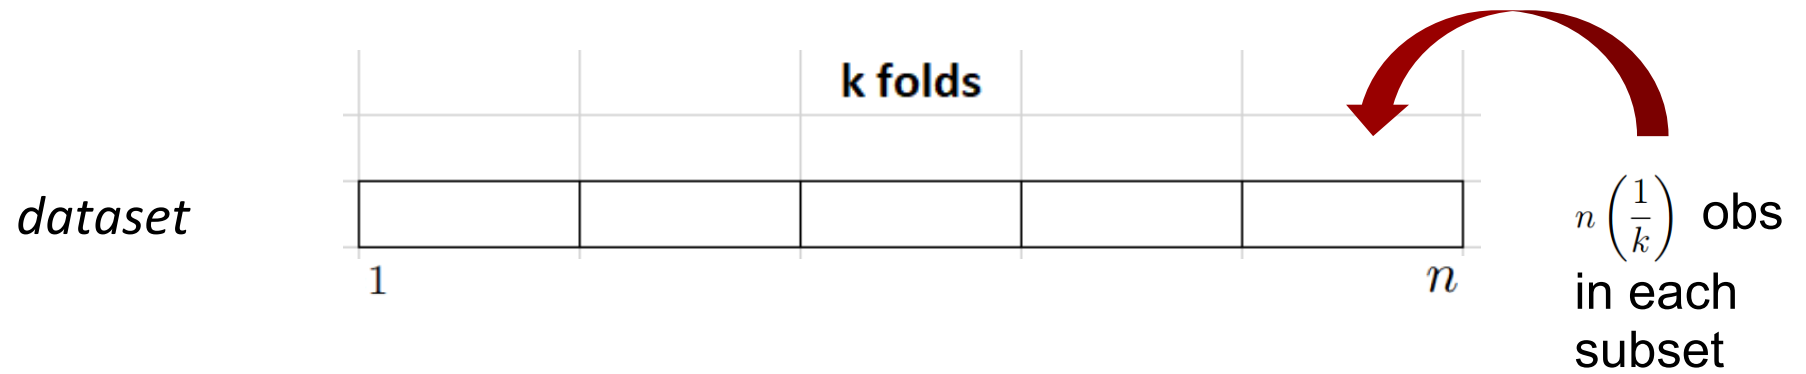 k folds
dataset
1
n
n(1/k) obs
in each
subset